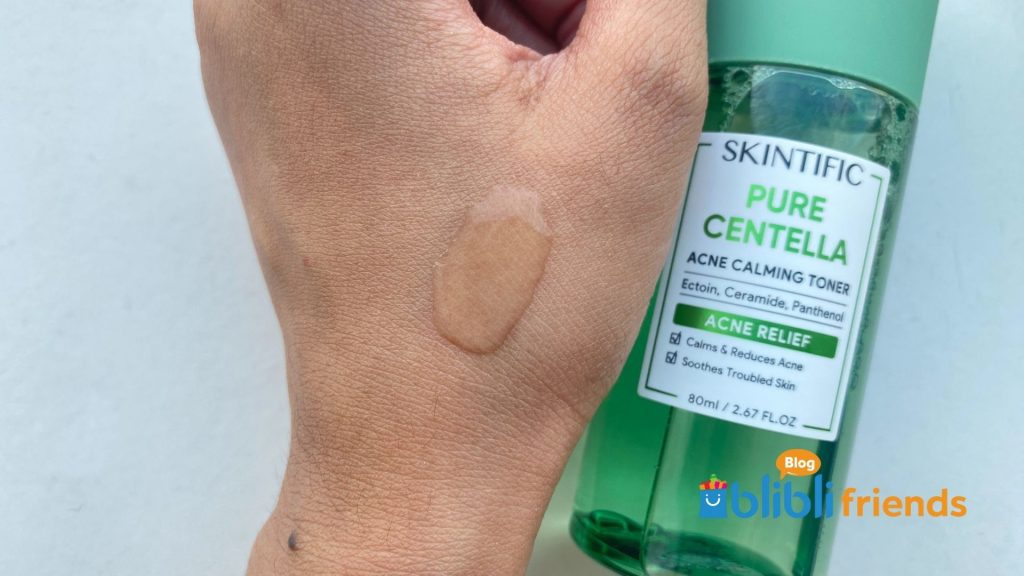 SKINTIFIC
PURE
CENTELLA
ACNE CALMING TONER
Ectoin, Ceramide, Panthenol
ACNE RELIEF
Calms & Reduces Acne
Soothes Troubled Skin
80ml / 2.67 FL.OZ
Blog
blibli friends